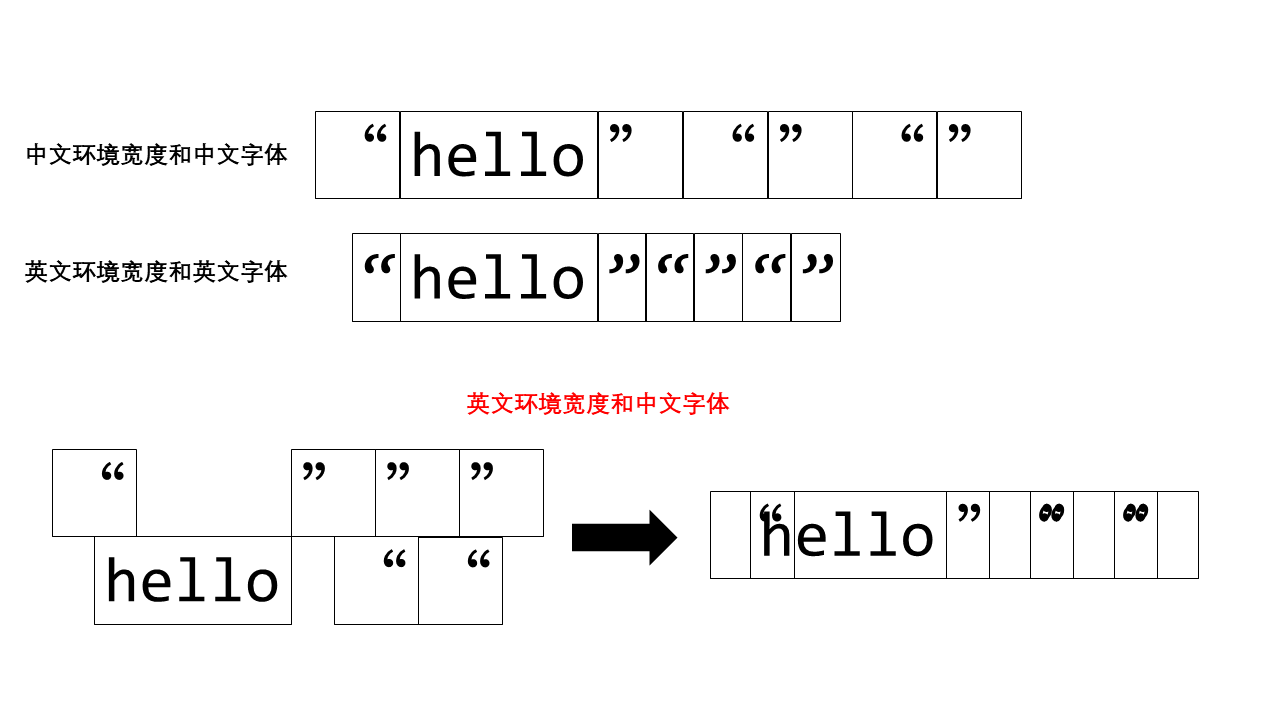 中文环境宽度和中文字体
“hello”“”“”
英文环境宽度和英文字体
“hello”“”“”
英文环境宽度和中文字体
“ ” ” ”
hello “ “
“hello”